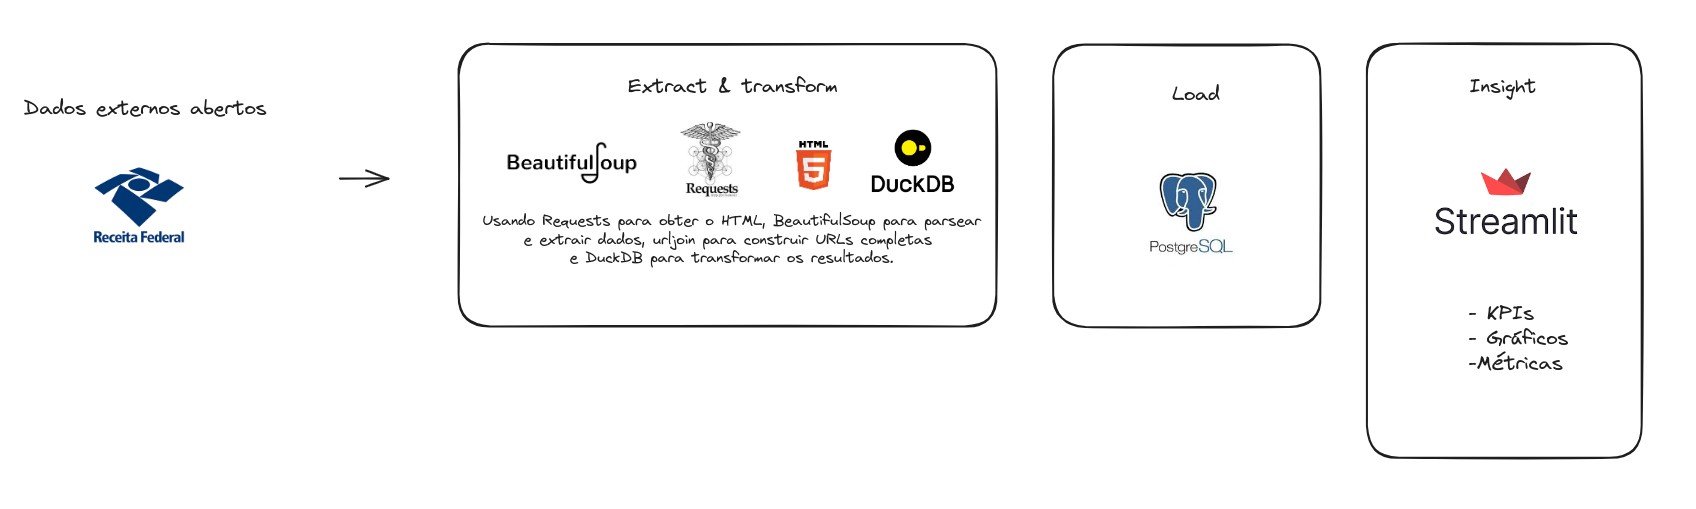 Dados externos abertos
Receita Federal
Extract & transform
BeautifulSoup
Requests
HTML
5
DuckDB
Usando Requests para obter o HTML, BeautifulSoup para parsear
e extrair dados, urljoin para construir URLs completas
e DuckDB para transformar os resultados.
Load
PostgreSQL
Insight
Streamlit
- KPIs
- Gráficos
-Métricas